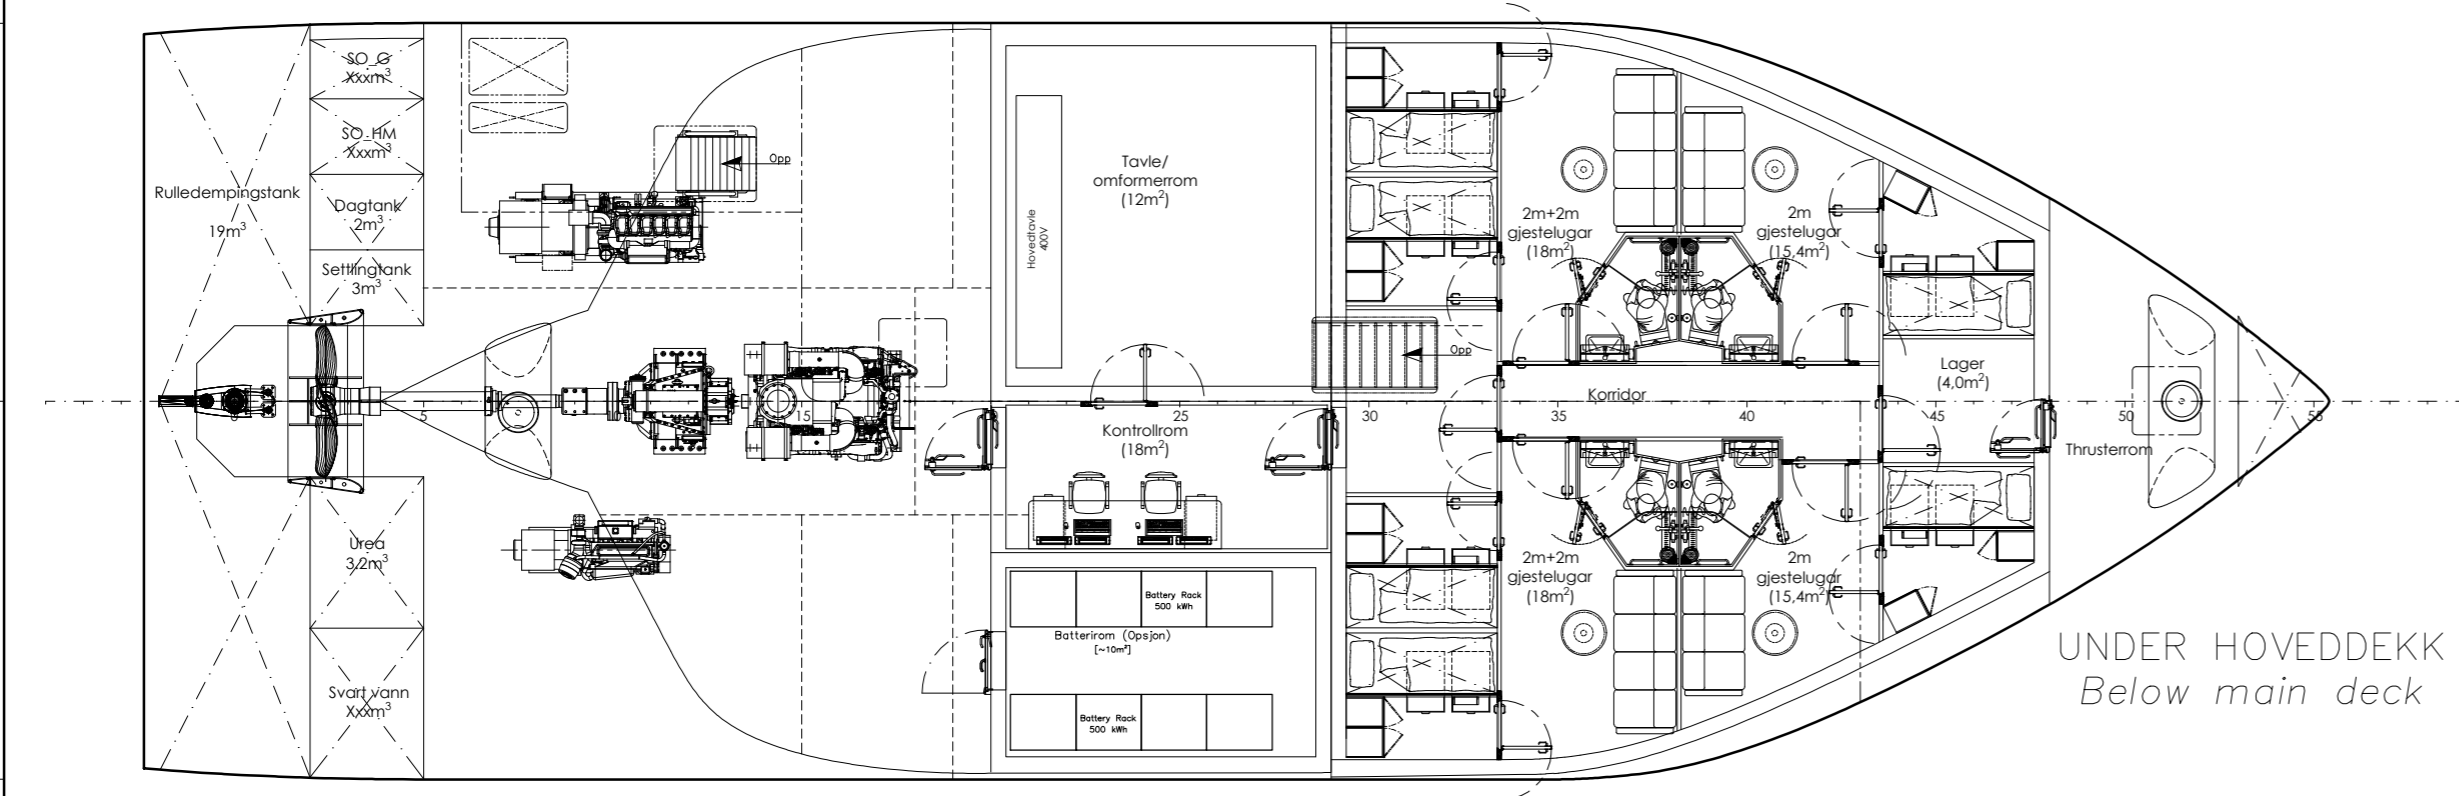 SO_G
Xxxm³
SO_HM
Xxxm³
Rulledempingstank
19m³
Dagtank
2m³
Settlingtank
3m³
Urea
3.2m³
Svart vann
Xxxm³
Opp
Hovedtavle
400V
Tavle/
omformerrom
(12m²)
Kontrollrom
(18m²)
Battery Rack
500 kWh
Batterirom (Opsjon)
[~10m²]
Battery Rack
500 kWh
Opp
2m+2m
gjestelugar
(18m²)
2m
gjestelugar
(15,4m²)
Korridor
Lager
(4,0m²)
2m+2m
gjestelugar
(18m²)
2m
gjestelugar
(15,4m²)
Thrusterrom
5
15
25
30
35
40
45
50
55
UNDER HOVEDDEKK
Below main deck